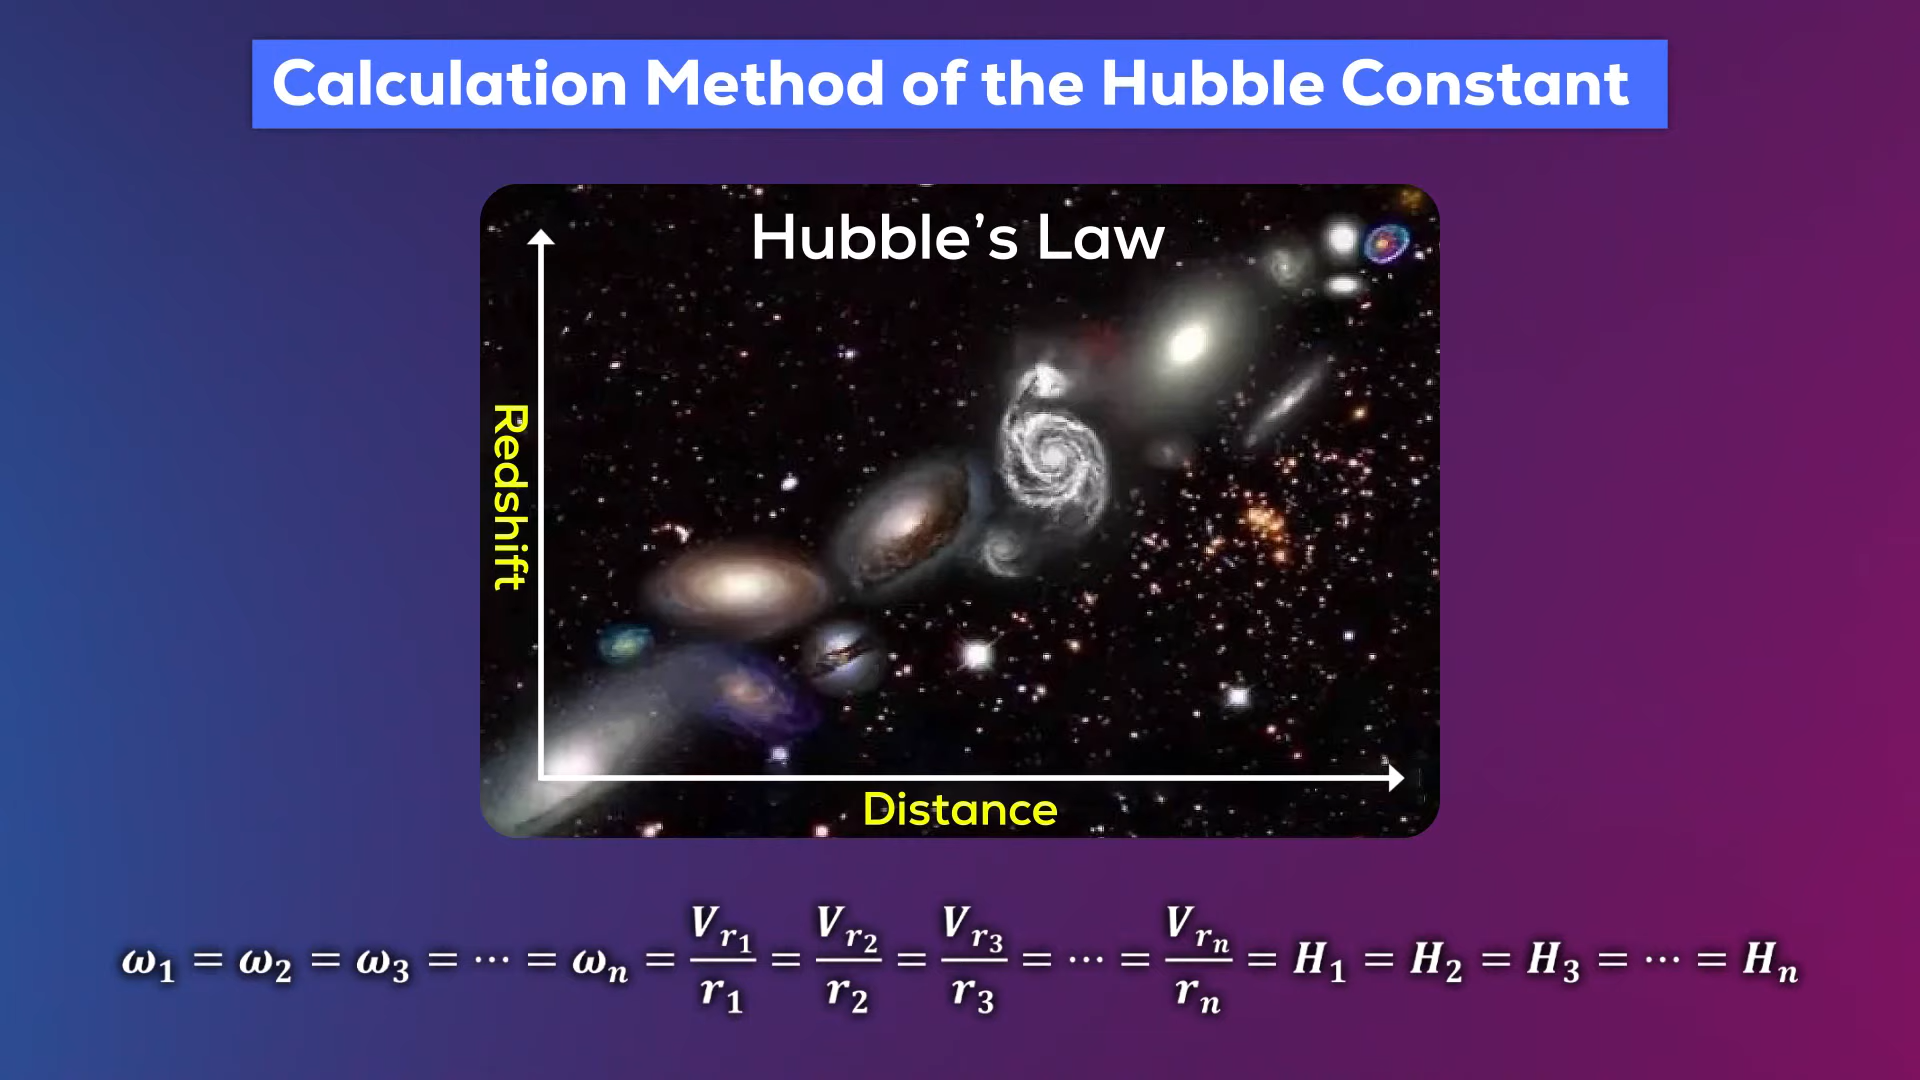 Calculation Method of the Hubble Constant
Hubble's Law
Redshift
Distance
ω₁ = ω₂ = ω₃ = ⋯ = ωₙ = V_{r₁}/r₁ = V_{r₂}/r₂ = V_{r₃}/r₃ = ⋯ = V_{rₙ}/rₙ = H₁ = H₂ = H₃ = ⋯ = Hₙ